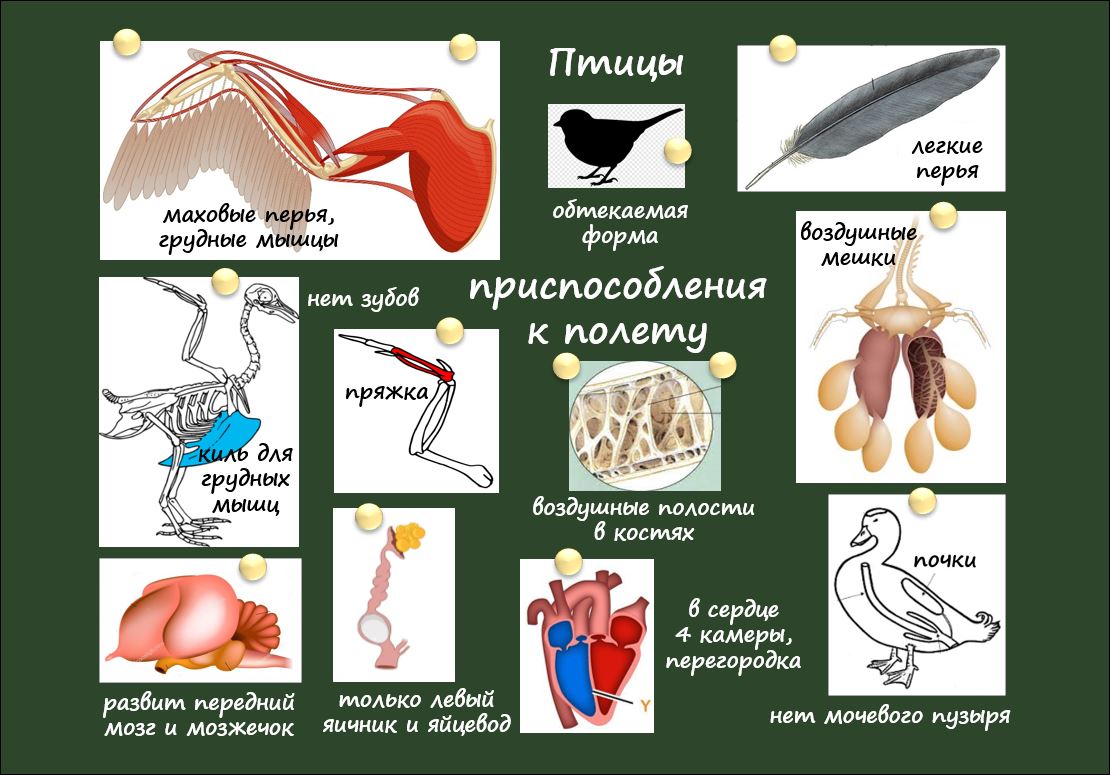 Птицы
маховые перья,
грудные мышцы
обтекаемая
форма
легкие
перья
воздушные
мешки
приспособления
к полету
нет зубов
пряжка
киль для
грудных
мышц
воздушные полости
в костях
почки
в сердце
4 камеры,
перегородка
Y
развит передний
мозг и мозжечок
только левый
яичник и яйцевод
нет мочевого пузыря